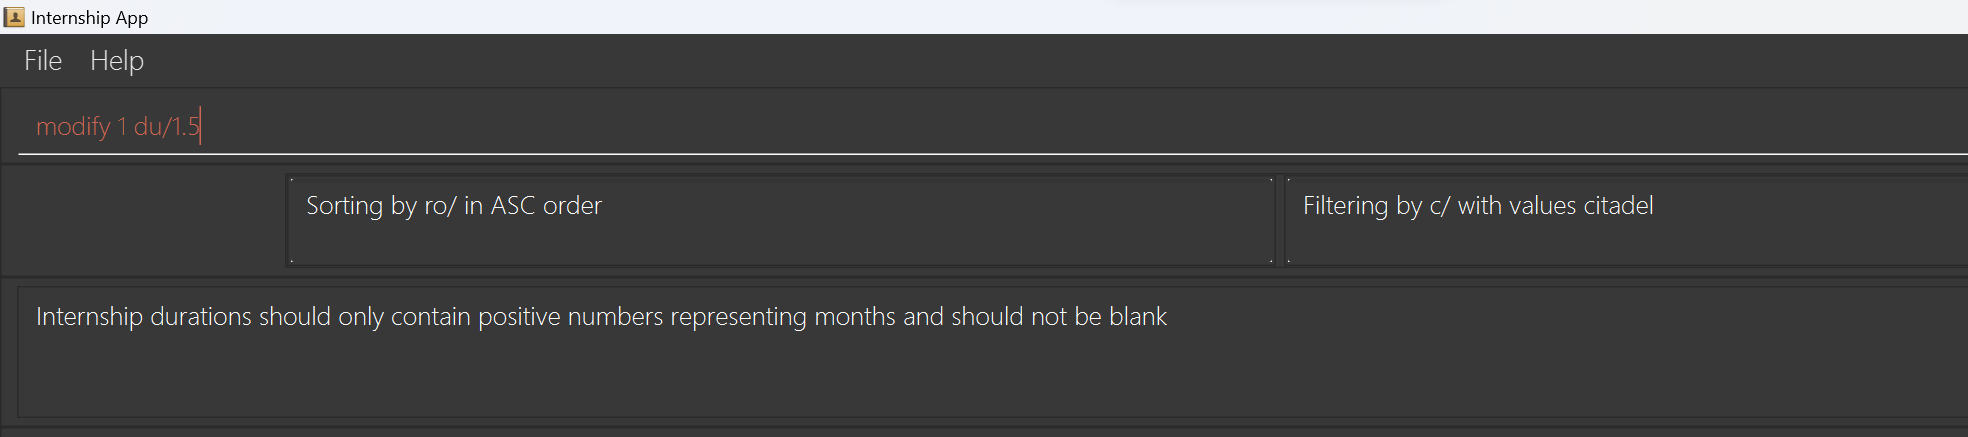 Internship App
File Help
modify 1 du/1.5
Sorting by ro/ in ASC order
Filtering by c/ with values citadel
Internship durations should only contain positive numbers representing months and should not be blank